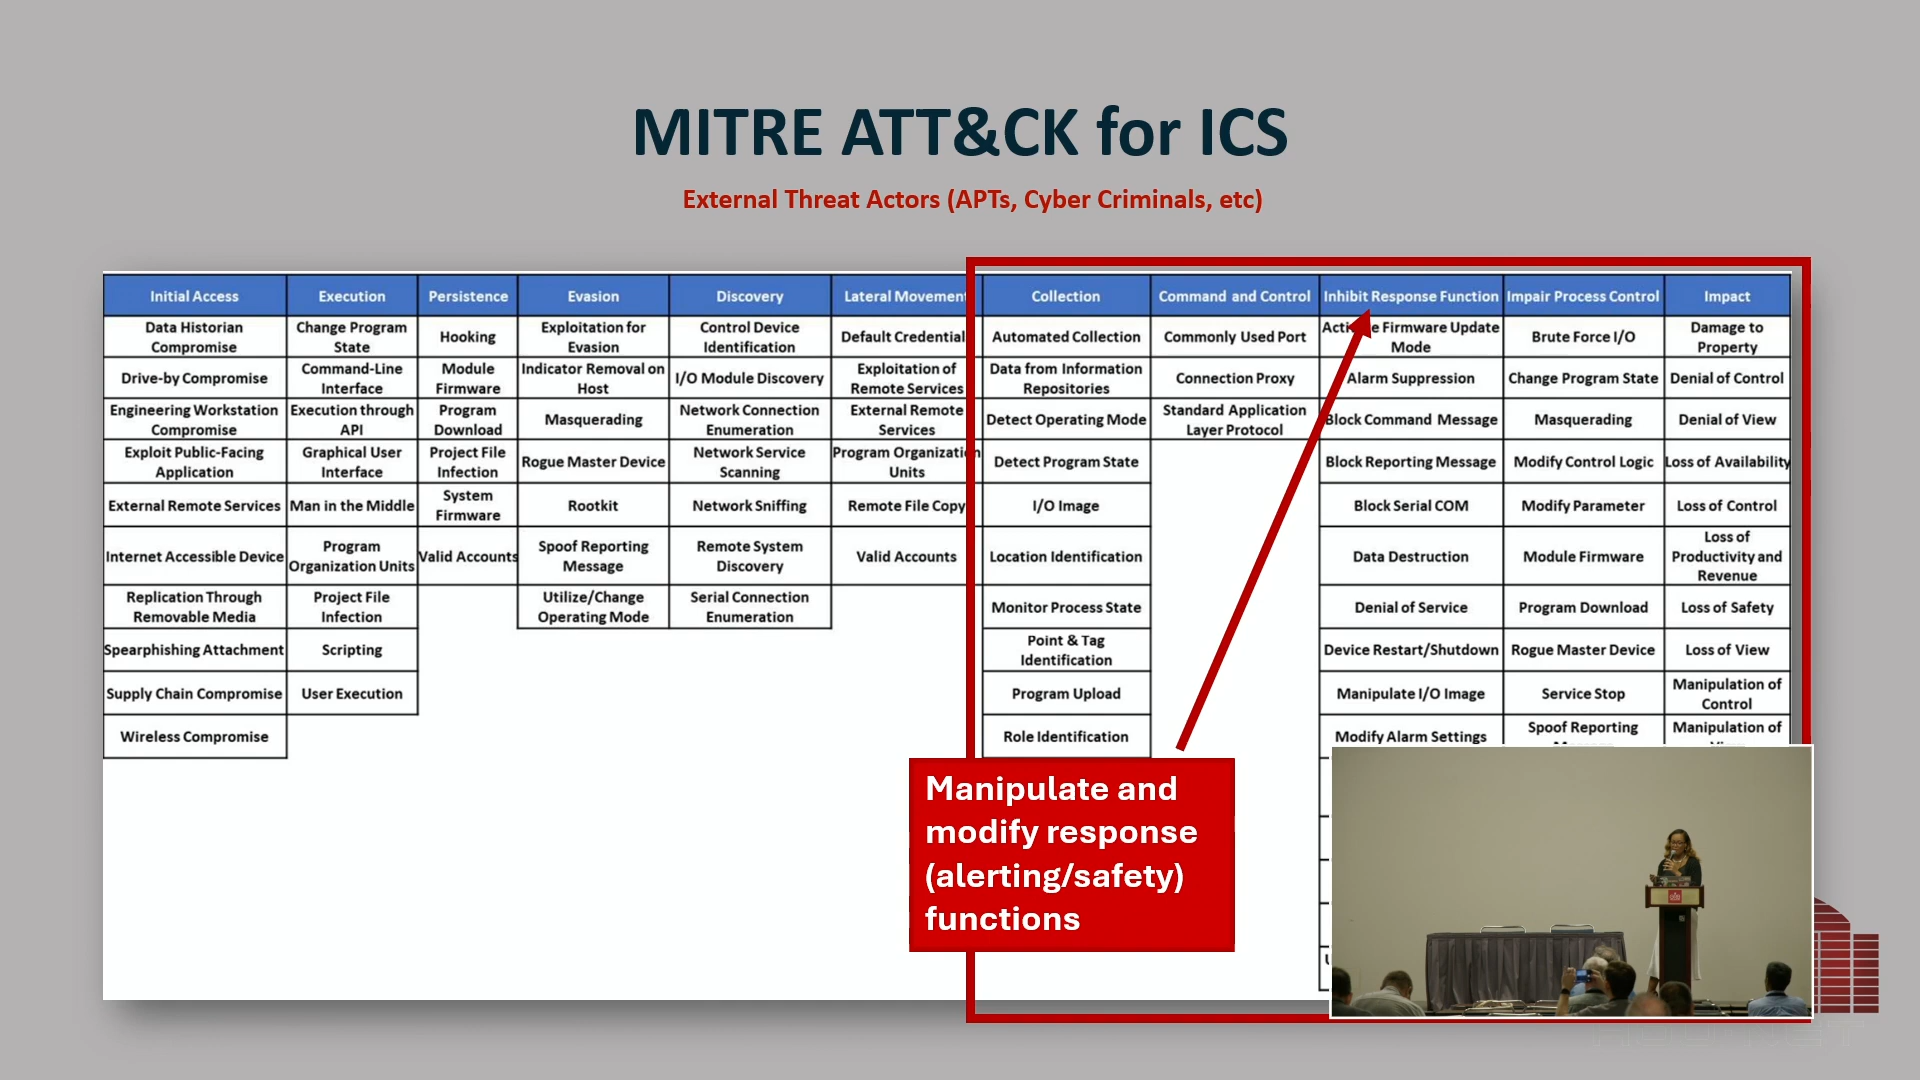 MITRE ATT&CK for ICS
External Threat Actors (APTs, Cyber Criminals, etc)
Initial Access
Data Historian
Compromise
Drive-by Compromise
Engineering Workstation
Compromise
Exploit Public-Facing
Application
External Remote Services
Internet Accessible Device
Replication Through
Removable Media
Spearphishing Attachment
Supply Chain Compromise
Wireless Compromise
Execution
Change Program
State
Command-Line
Interface
Execution through
API
Graphical User
Interface
Man in the Middle
Program
Organization Units
Project File
Infection
Scripting
User Execution
Persistence
Hooking
Module
Firmware
Program
Download
Project File
Infection
System
Firmware
Valid Accounts
Evasion
Exploitation for
Evasion
Indicator Removal on
Host
Masquerading
Rogue Master Device
Rootkit
Spoof Reporting
Message
Utilize/Change
Operating Mode
Discovery
Control Device
Identification
I/O Module Discovery
Network Connection
Enumeration
Network Service
Scanning
Network Sniffing
Remote System
Discovery
Serial Connection
Enumeration
Lateral Movement
Default Credential
Exploitation of
Remote Services
External Remote
Services
Program Organization
Units
Remote File Copy
Valid Accounts
Collection
Automated Collection
Data from Information
Repositories
Detect Operating Mode
Detect Program State
I/O Image
Location Identification
Monitor Process State
Point & Tag
Identification
Program Upload
Role Identification
Command and Control
Commonly Used Port
Connection Proxy
Standard Application
Layer Protocol
Inhibit Response Function
Firmware Update
Mode
Alarm Suppression
Block Command Message
Block Reporting Message
Block Serial COM
Data Destruction
Denial of Service
Device Restart/Shutdown
Manipulate I/O Image
Modify Alarm Settings
Impair Process Control
Brute Force I/O
Change Program State
Masquerading
Modify Control Logic
Modify Parameter
Module Firmware
Program Download
Rogue Master Device
Service Stop
Spoof Reporting
Impact
Damage to
Property
Denial of Control
Denial of View
Loss of Availability
Loss of Control
Loss of
Productivity and
Revenue
Loss of Safety
Loss of View
Manipulation of
Control
Manipulation of
Manipulate and
modify response
(alerting/safety)
functions